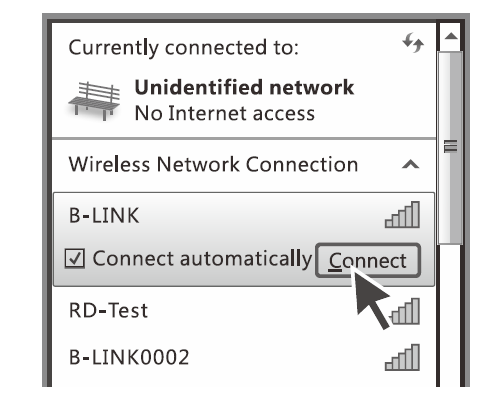 Currently connected to:
Unidentified network
No Internet access
Wireless Network Connection
B-LINK
Connect automatically Connect
RD-Test
B-LINK0002